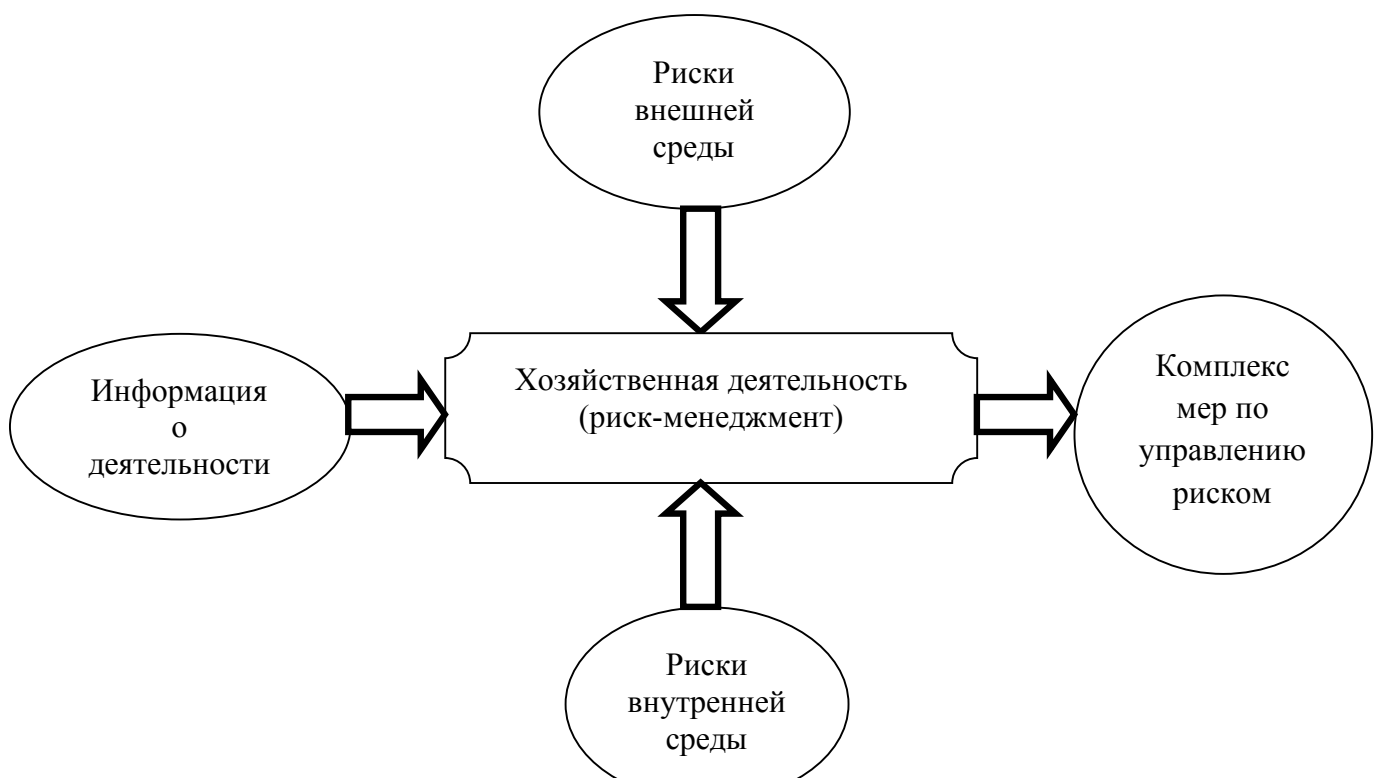 Риски
внешней
среды
Информация
о
деятельности
Хозяйственная деятельность
(риск-менеджмент)
Комплекс
мер по
управлению
риском
Риски
внутренней
среды